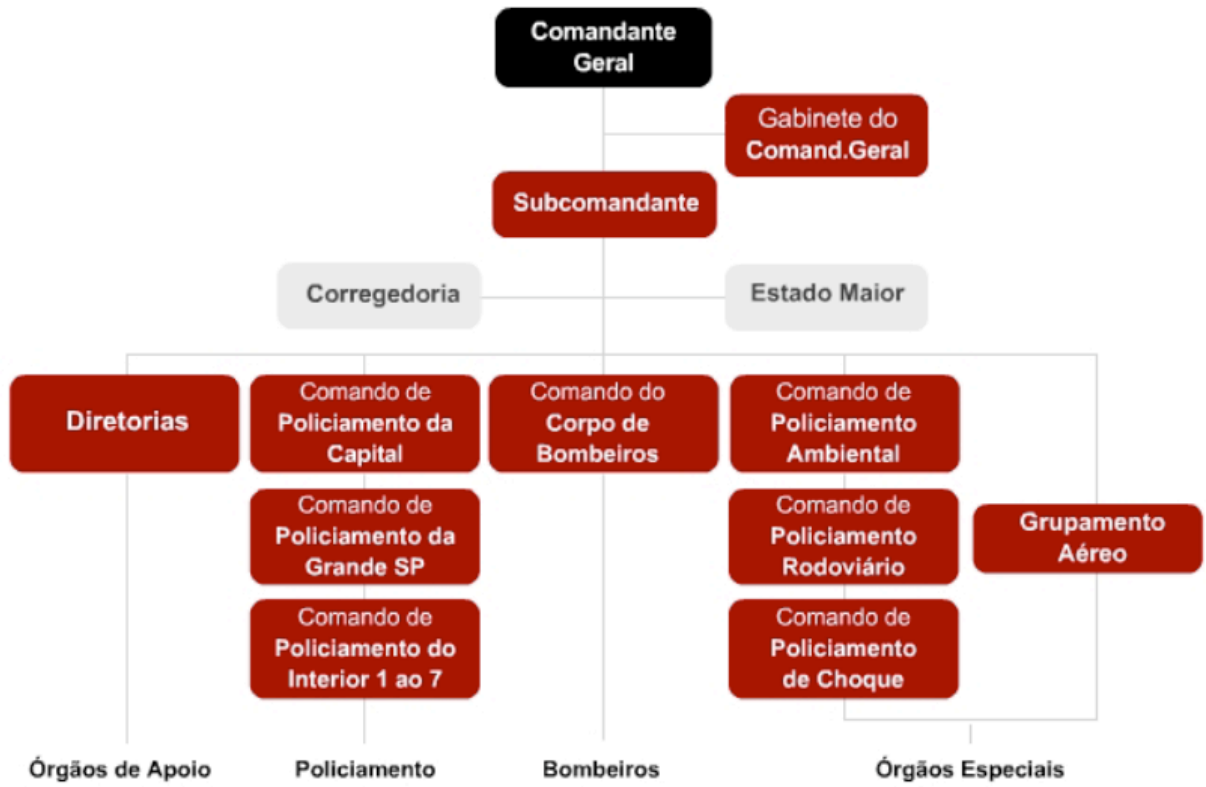 Comandante
Geral
Gabinete do
Comand.Geral
Subcomandante
Corregedoria
Estado Maior
Diretorias
Comando de
Policiamento da
Capital
Comando do
Corpo de
Bombeiros
Comando de
Policiamento
Ambiental
Comando de
Policiamento da
Grande SP
Comando de
Policiamento
Rodoviário
Grupamento
Aéreo
Comando de
Policiamento do
Interior 1 ao 7
Comando de
Policiamento
de Choque
Órgãos de Apoio
Policiamento
Bombeiros
Órgãos Especiais